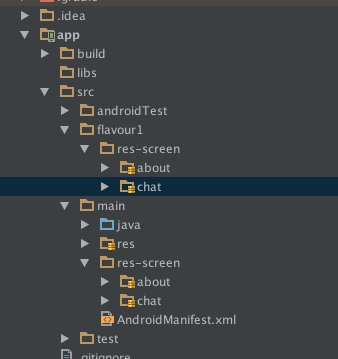 .idea
app
build
libs
src
androidTest
flavour1
res-screen
about
chat
main
java
res
res-screen
about
chat
AndroidManifest.xml
test
.gitignore